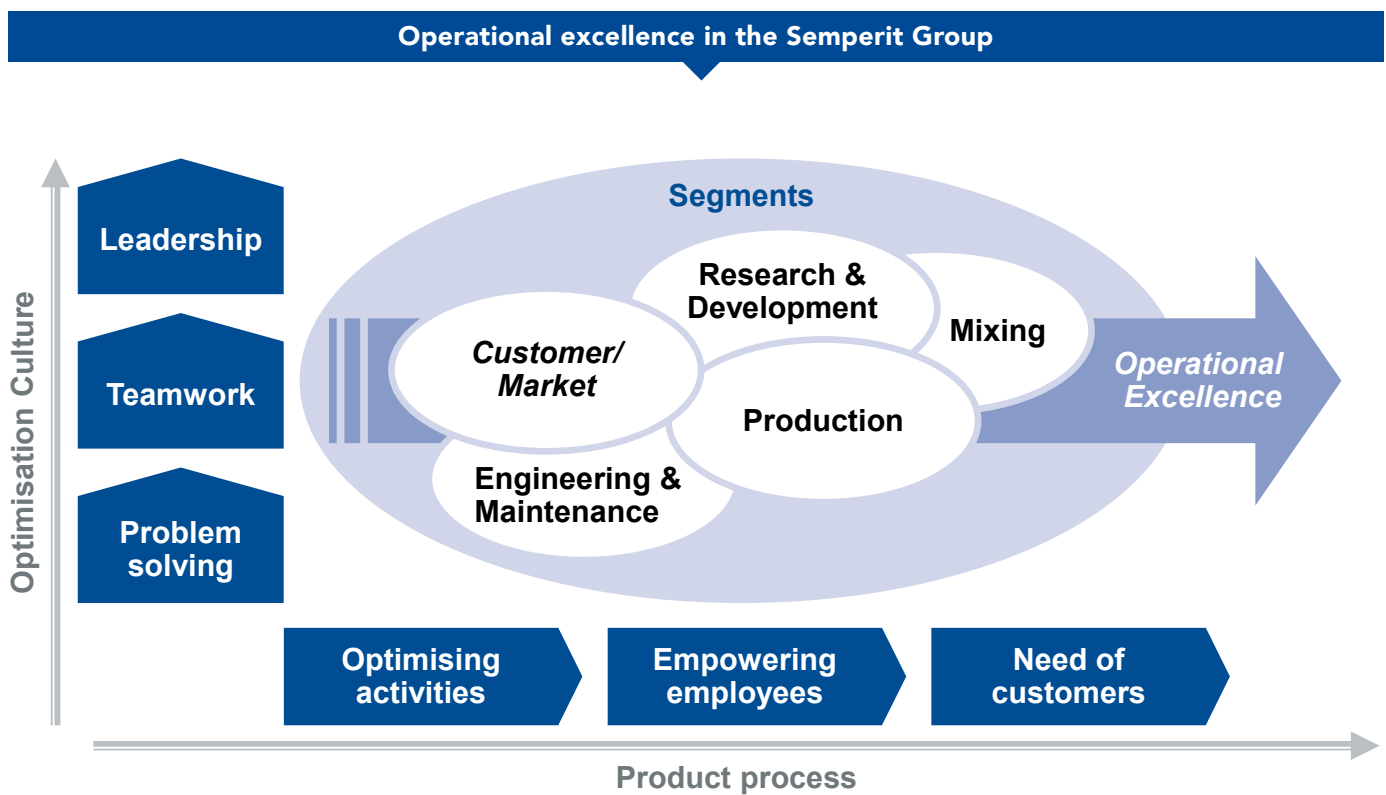 Operational excellence in the Semperit Group
Optimisation Culture
Leadership
Teamwork
Problem
solving
Segments
Research &
Development
Mixing
Customer/
Market
Production
Engineering &
Maintenance
Operational
Excellence
Optimising
activities
Empowering
employees
Need of
customers
Product process